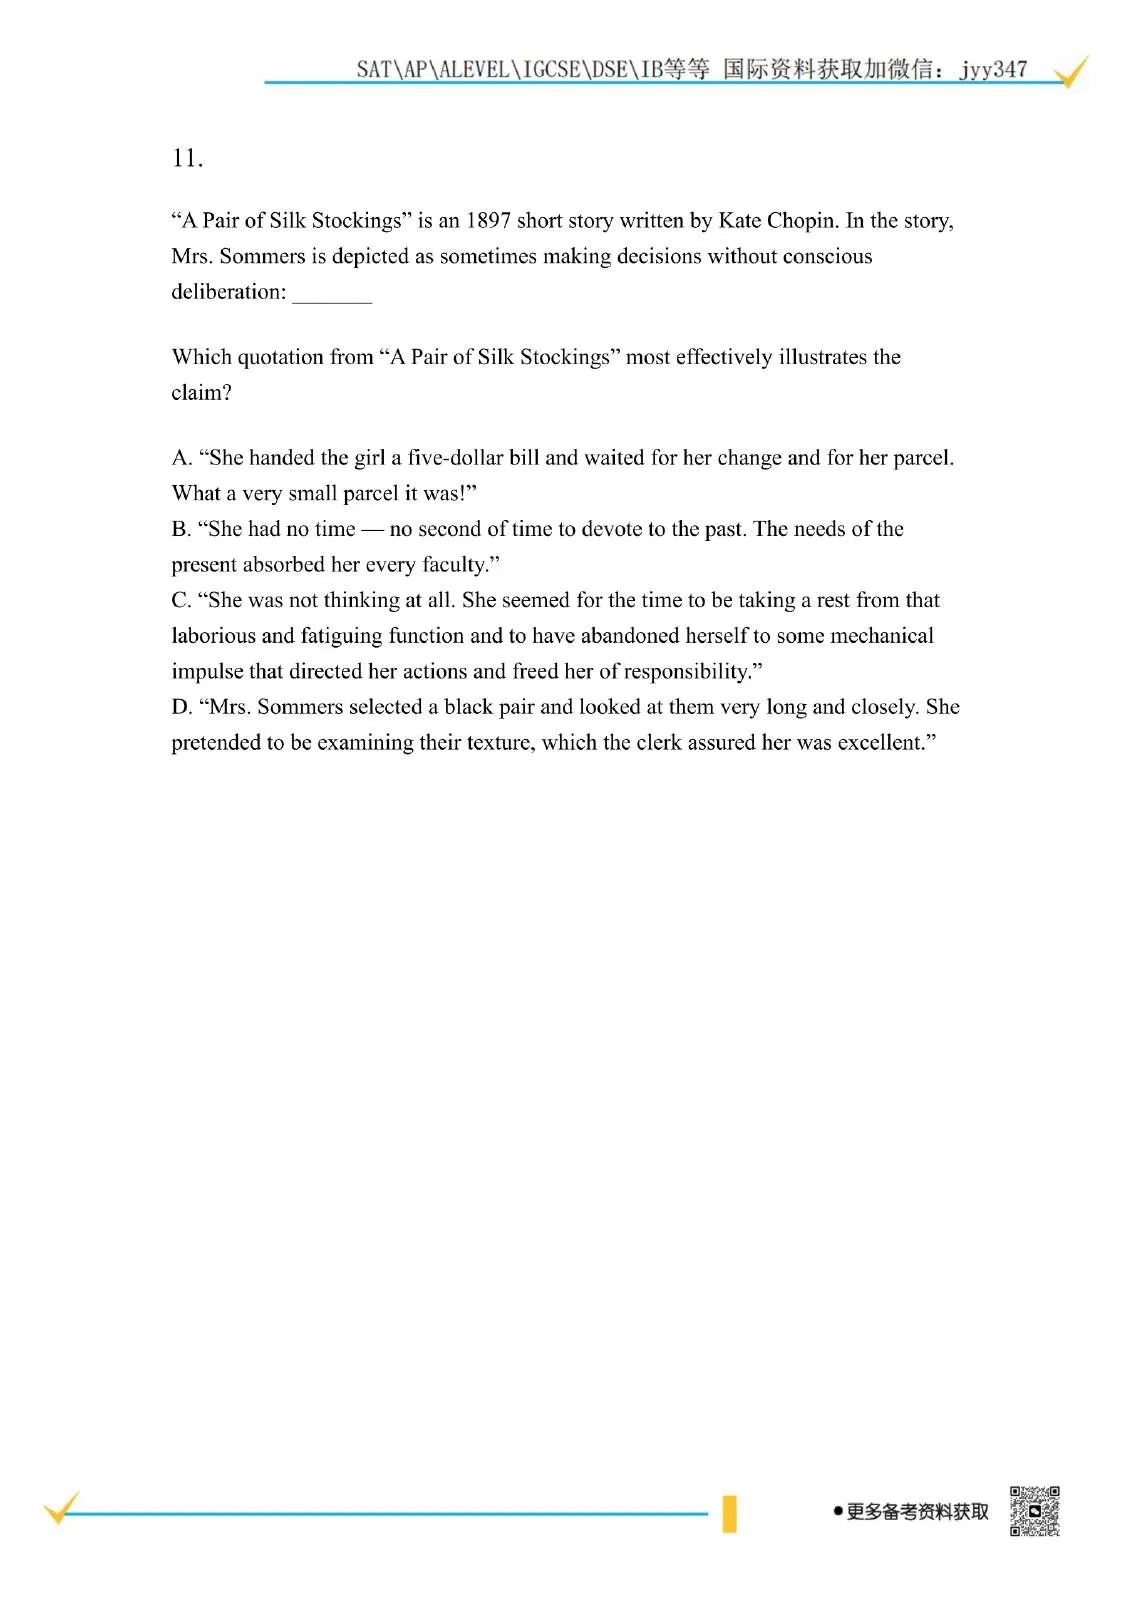 SAT\AP\ALEVEL\IGCSE\DSE\IB等等 国际资料获取加微信：jyy347
11.
“A Pair of Silk Stockings” is an 1897 short story written by Kate Chopin. In the story,
Mrs. Sommers is depicted as sometimes making decisions without conscious
deliberation: _______
Which quotation from “A Pair of Silk Stockings” most effectively illustrates the
claim?
A. “She handed the girl a five-dollar bill and waited for her change and for her parcel.
What a very small parcel it was!”
B. “She had no time — no second of time to devote to the past. The needs of the
present absorbed her every faculty.”
C. “She was not thinking at all. She seemed for the time to be taking a rest from that
laborious and fatiguing function and to have abandoned herself to some mechanical
impulse that directed her actions and freed her of responsibility.”
D. “Mrs. Sommers selected a black pair and looked at them very long and closely. She
pretended to be examining their texture, which the clerk assured her was excellent.”
●更多备考资料获取